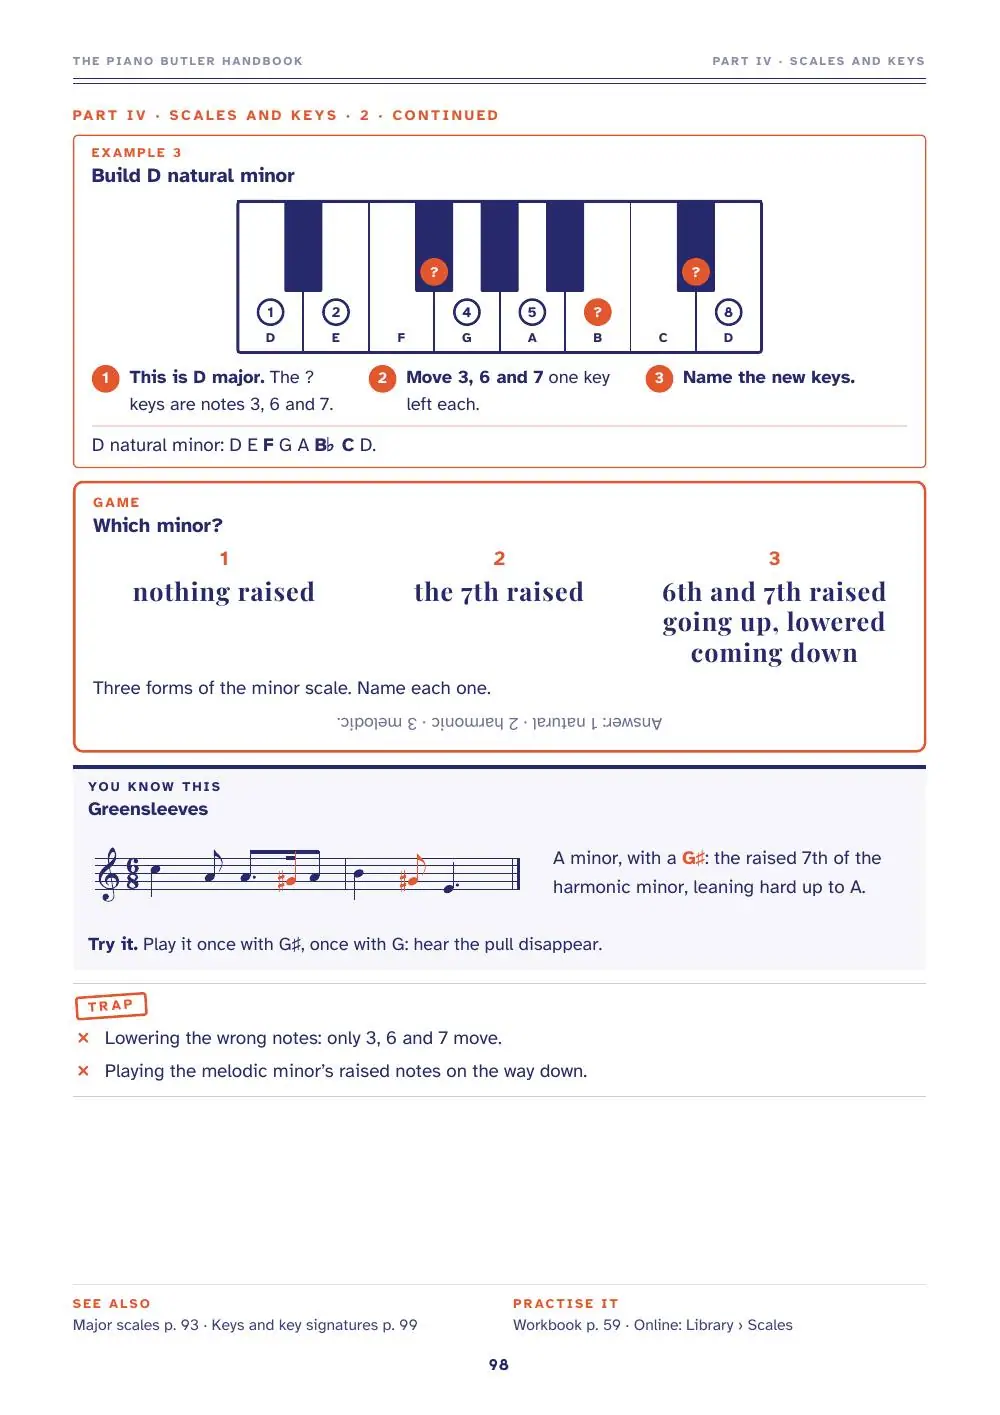 THE PIANO BUTLER HANDBOOK
PART IV · SCALES AND KEYS
PART IV · SCALES AND KEYS · 2 · CONTINUED
EXAMPLE 3
Build D natural minor
? ?
1 2 4 5 ? 8
D E F G A B C D
1 This is D major. The ?
keys are notes 3, 6 and 7.
2 Move 3, 6 and 7 one key
left each.
3 Name the new keys.
D natural minor: D E F G A B♭ C D.
GAME
Which minor?
1
nothing raised
2
the 7th raised
3
6th and 7th raised
going up, lowered
coming down
Three forms of the minor scale. Name each one.
Answer: 1 natural · 2 harmonic · 3 melodic.
YOU KNOW THIS
Greensleeves
6
8
A minor, with a G♯: the raised 7th of the
harmonic minor, leaning hard up to A.
Try it. Play it once with G♯, once with G: hear the pull disappear.
TRAP
× Lowering the wrong notes: only 3, 6 and 7 move.
× Playing the melodic minor’s raised notes on the way down.
SEE ALSO
Major scales p. 93 · Keys and key signatures p. 99
PRACTISE IT
Workbook p. 59 · Online: Library › Scales
98